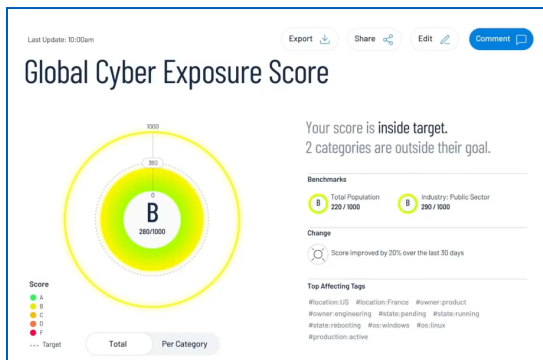 Last Update: 10:00am
Export
Share
Edit
Comment
Global Cyber Exposure Score
1000
360
0
B
280/1000
Score
A
B
C
D
F
Target
Total
Per Category
Your score is inside target.
2 categories are outside their goal.
Benchmarks
B
Total Population
220 / 1000
B
Industry: Public Sector
290 / 1000
Change
Score improved by 20% over the last 30 days
Top Affecting Tags
#location:US #location:France #owner:product
#owner:engineering #state:pending #state:running
#state:rebooting #os:windows #os:linux
#production:active